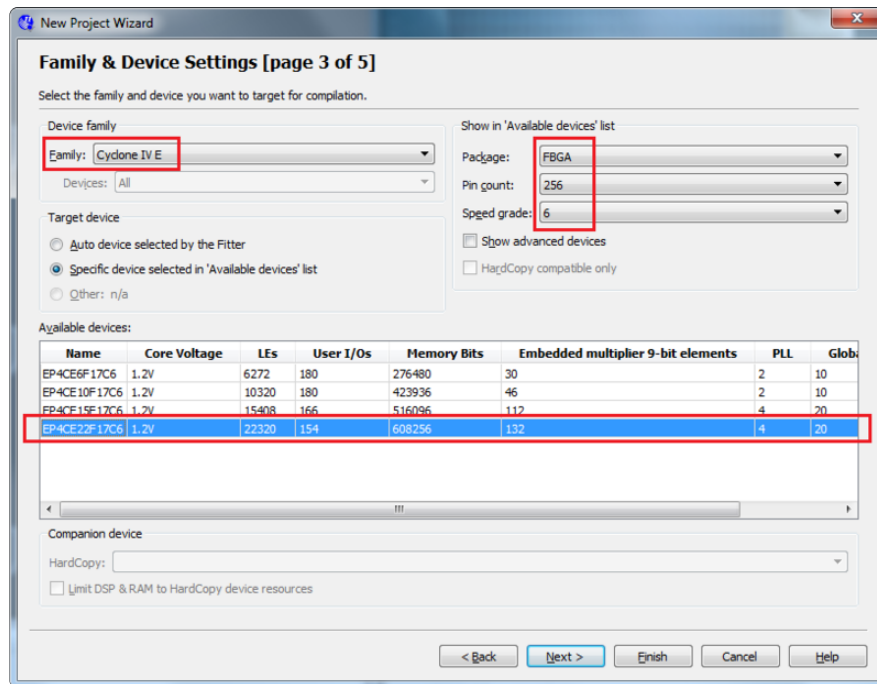 New Project Wizard
Family & Device Settings [page 3 of 5]
Select the family and device you want to target for compilation.
Device family
Family: Cyclone IV E
Devices: All
Show in 'Available devices' list
Package: FBGA
Pin count: 256
Speed grade: 6
Show advanced devices
HardCopy compatible only
Target device
Auto device selected by the Fitter
Specific device selected in 'Available devices' list
Other: n/a
Available devices:
Name Core Voltage LEs User I/Os Memory Bits Embedded multiplier 9-bit elements PLL Globa
EP4CE6F17C6 1.2V 6272 180 276480 30 2 10
EP4CE10F17C6 1.2V 10320 180 423936 46 2 10
EP4CE15F17C6 1.2V 15408 166 516096 112 4 20
EP4CE22F17C6 1.2V 22320 154 608256 132 4 20
Companion device
HardCopy:
Limit DSP & RAM to HardCopy device resources
< Back Next > Finish Cancel Help